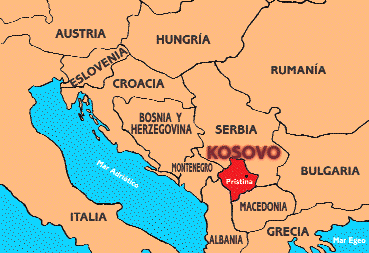 AUSTRIA
HUNGRÍA
ESLOVENIA
RUMANÍA
CROACIA
BOSNIA Y
HERZEGOVINA
SERBIA
KOSOVO
Mar Adriático
MONTENEGRO
BULGARIA
Pristina
MACEDONIA
ITALIA
GRECIA
ALBANIA
Mar Egeo